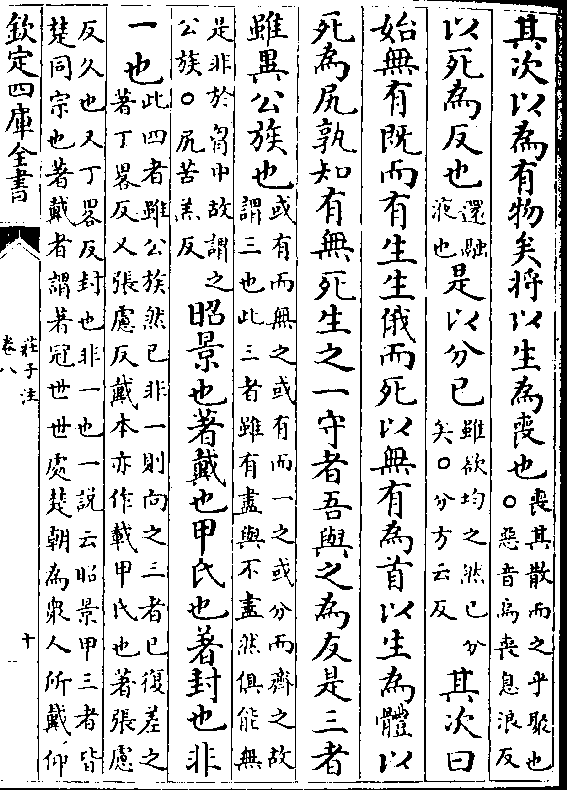 其次以為有物矣將以生為喪也喪其散而之乎聚也○惡音烏喪息浪反
以死為反也還融液也是以分已雖欲均之然已分矣○分方云反其次曰
始無有既而有生生俄而死以無有為首以生為體以
死為尻孰知有無死生之一守者吾與之為友是三者
雖異公族也或有而無之或有而一之或分而齊之故謂三也此三者雖有盡與不盡然俱能無
是非於胷中故謂之公族○尻苦羔反昭景也著戴也甲氏也著封也非
一也此四者雖公族然已非一則向之三者已復差之著丁畧反又張慮反戴本亦作載甲氏也著張慮
反久也又丁畧反封也非一也一説云昭景甲三者皆楚同宗也著戴者謂著冠世世處楚朝為衆人所戴仰
欽定四庫全書
莊子注
卷八
十